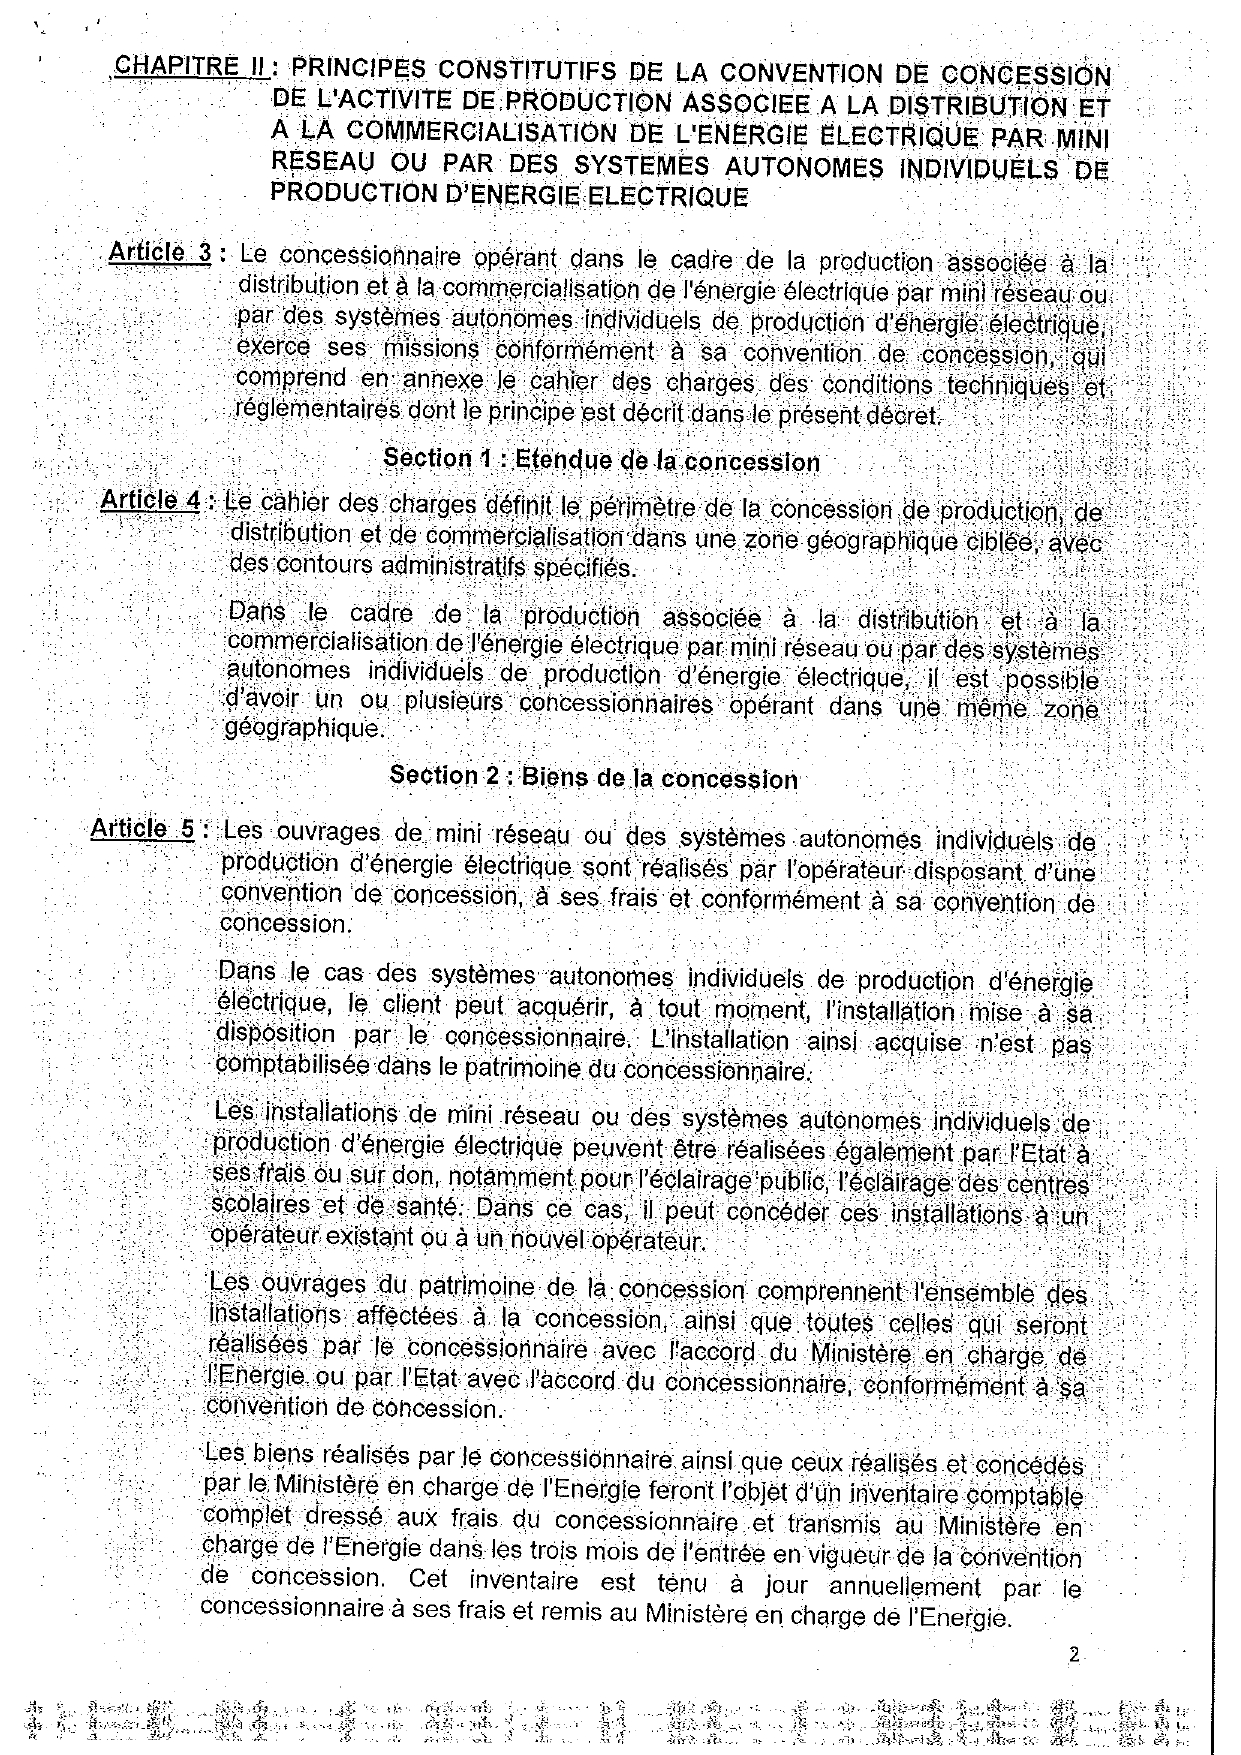 CHAPITRE II : PRINCIPES CONSTITUTIFS DE LA CONVENTION DE CONCESSION
DE L'ACTIVITE DE PRODUCTION ASSOCIEE A LA DISTRIBUTION ET
A LA COMMERCIALISATION DE L'ENERGIE ELECTRIQUE PAR MINI
RESEAU OU PAR DES SYSTEMES AUTONOMES INDIVIDUELS DE
PRODUCTION D'ENERGIE ELECTRIQUE
Article 3 : Le concessionnaire opérant dans le cadre de la production associée à la
distribution et à la commercialisation de l'énergie électrique par mini réseau ou
par des systèmes autonomes individuels de production d'énergie électrique,
exerce ses missions conformément à sa convention de concession, qui
comprend en annexe le cahier des charges des conditions techniques et
réglementaires dont le principe est décrit dans le présent décret.
Section 1 : Etendue de la concession
Article 4 : Le cahier des charges définit le périmètre de la concession de production, de
distribution et de commercialisation dans une zone géographique ciblée, avec
des contours administratifs spécifiés.
Dans le cadre de la production associée à la distribution et à la
commercialisation de l'énergie électrique par mini réseau ou par des systèmes
autonomes individuels de production d'énergie électrique, il est possible
d'avoir un ou plusieurs concessionnaires opérant dans une même zone
géographique.
Section 2 : Biens de la concession
Article 5 : Les ouvrages de mini réseau ou des systèmes autonomes individuels de
production d'énergie électrique sont réalisés par l'opérateur disposant d'une
convention de concession, à ses frais et conformément à sa convention de
concession.
Dans le cas des systèmes autonomes individuels de production d'énergie
électrique, le client peut acquérir, à tout moment, l'installation mise à sa
disposition par le concessionnaire. L'installation ainsi acquise n'est pas
comptabilisée dans le patrimoine du concessionnaire.
Les installations de mini réseau ou des systèmes autonomes individuels de
production d'énergie électrique peuvent être réalisées également par l'Etat à
ses frais ou sur don, notamment pour l'éclairage public, l'éclairage des centres
scolaires et de santé. Dans ce cas, il peut concéder ces installations à un
opérateur existant ou à un nouvel opérateur.
Les ouvrages du patrimoine de la concession comprennent l'ensemble des
installations affectées à la concession, ainsi que toutes celles qui seront
réalisées par le concessionnaire avec l'accord du Ministère en charge de
l'Energie ou par l'Etat avec l'accord du concessionnaire, conformément à sa
convention de concession.
Les biens réalisés par le concessionnaire ainsi que ceux réalisés et concédés
par le Ministère en charge de l'Energie feront l'objet d'un inventaire comptable
complet dressé aux frais du concessionnaire et transmis au Ministère en
charge de l'Energie dans les trois mois de l'entrée en vigueur de la convention
de concession. Cet inventaire est tenu à jour annuellement par le
concessionnaire à ses frais et remis au Ministère en charge de l'Energie.
2